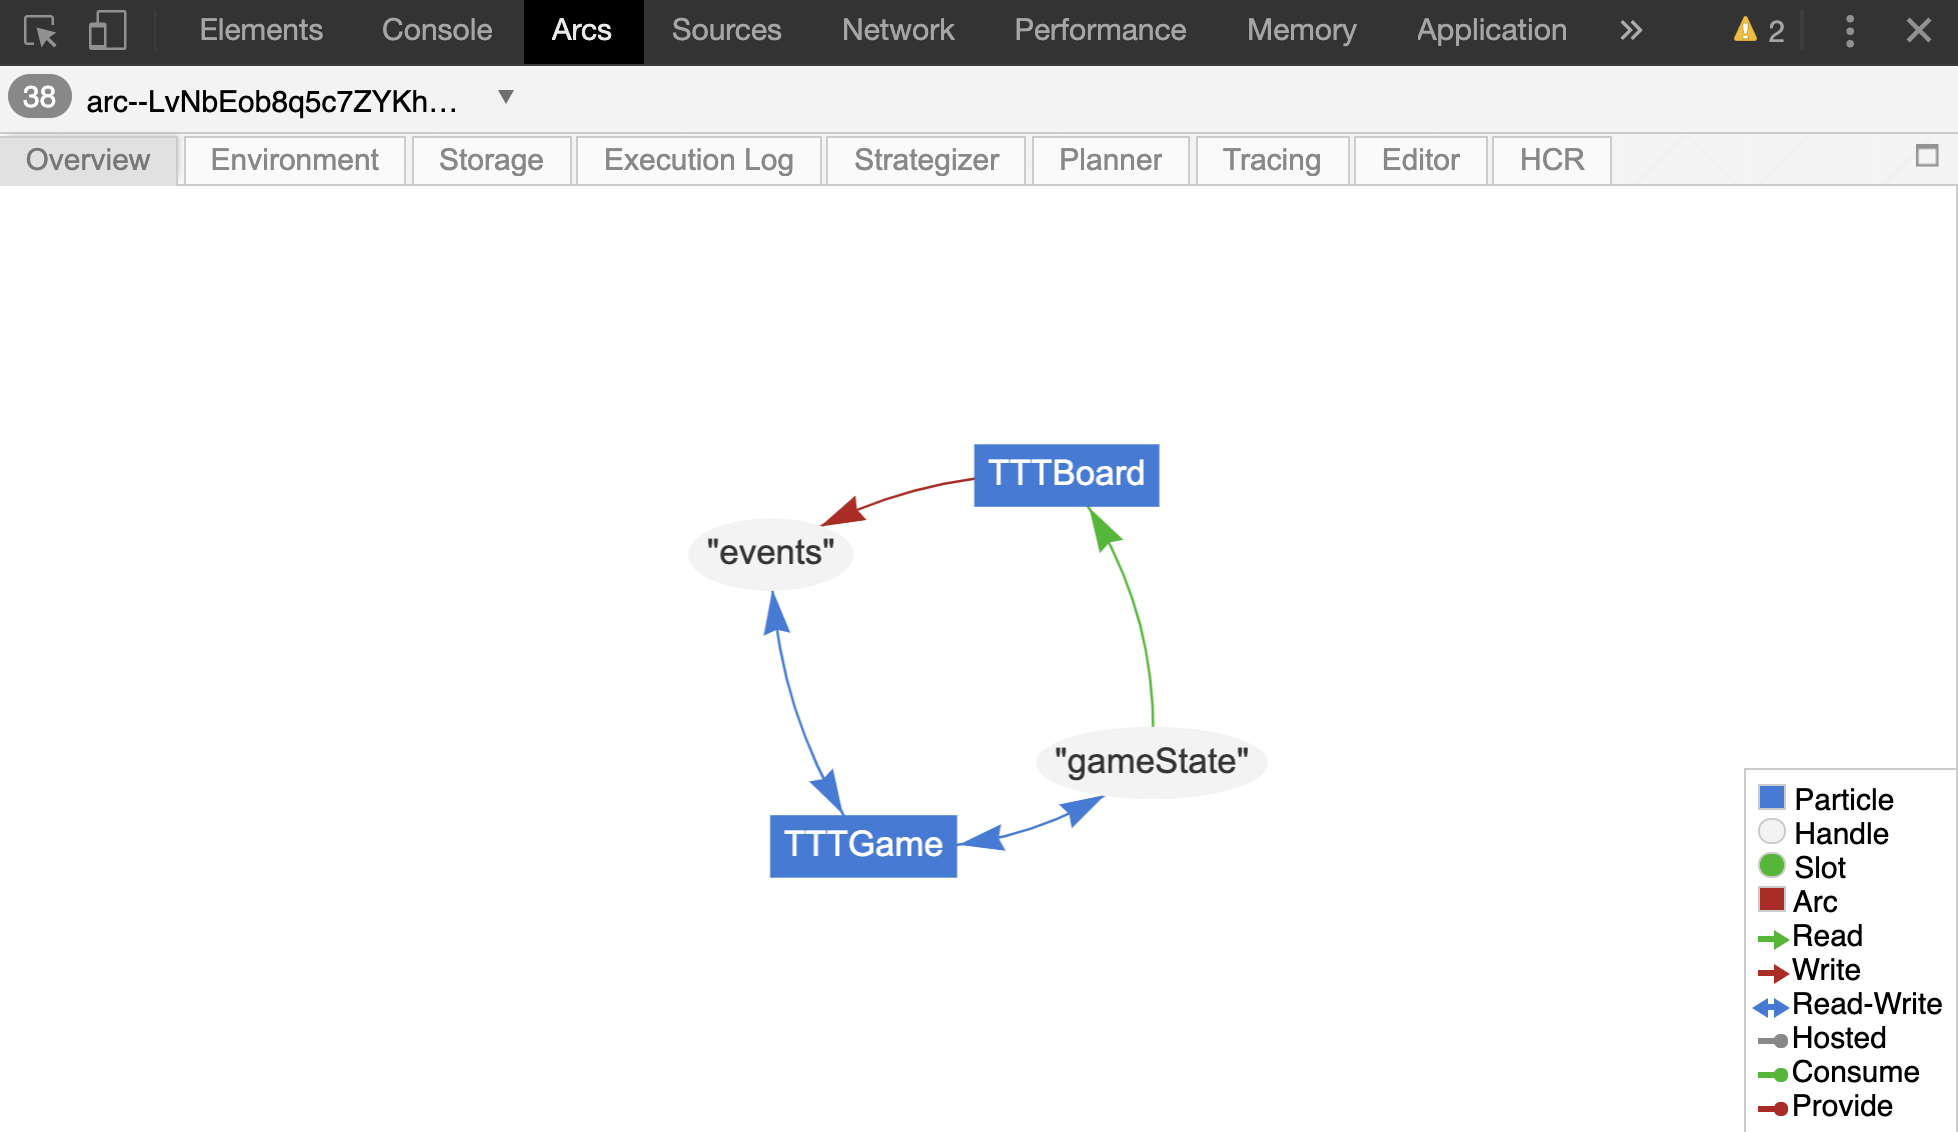 Elements Console Arcs Sources Network Performance Memory Application » 2
38 arc--LvNbEob8q5c7ZYKh...
Overview Environment Storage Execution Log Strategizer Planner Tracing Editor HCR
TTTBoard
"events"
"gameState"
TTTGame
Particle
Handle
Slot
Arc
Read
Write
Read-Write
Hosted
Consume
Provide